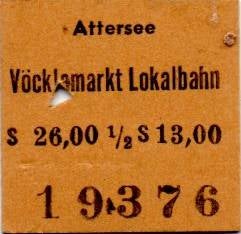 Attersee
Vöcklamarkt Lokalbahn
S 26,00 ½ S 13,00
19376